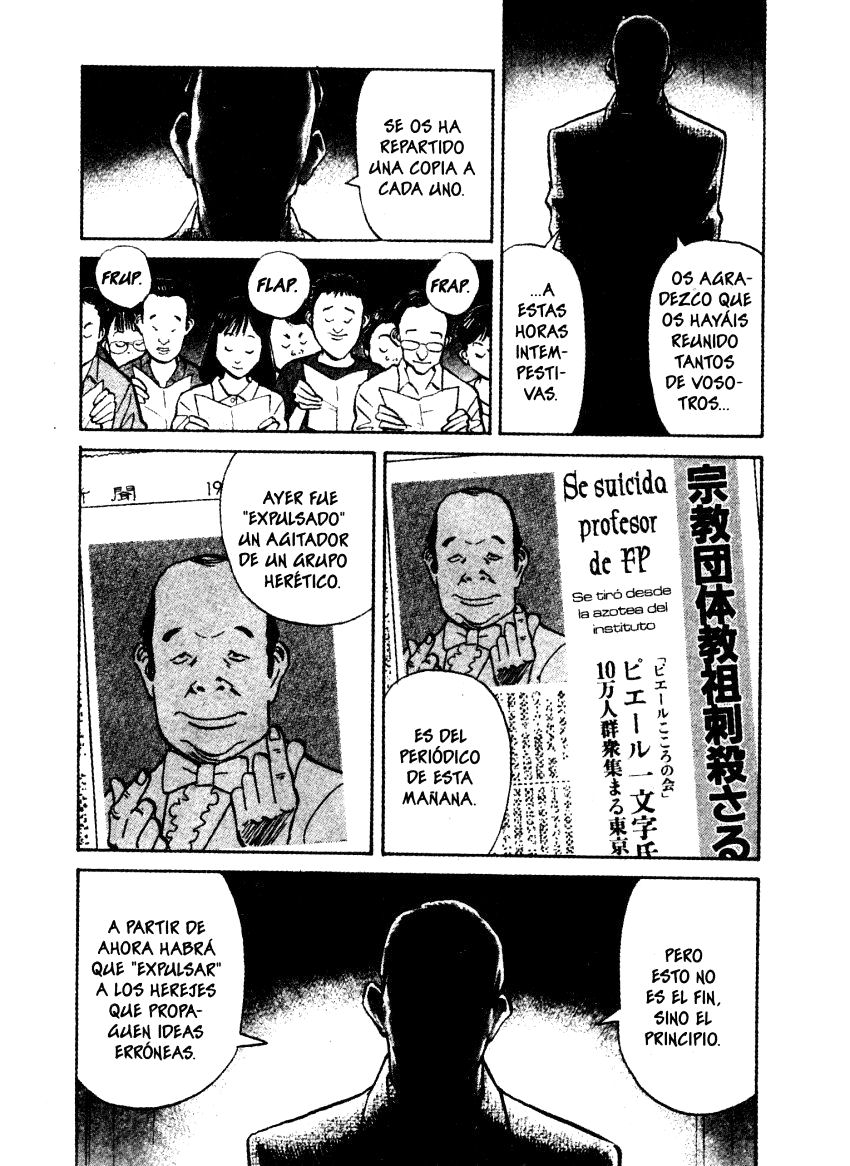 OS AGRA-
DEZCO QUE
OS HAYÁIS
REUNIDO
TANTOS
DE VOSO-
TROS...
...A
ESTAS
HORAS
INTEM-
PESTI-
VAS.
SE OS HA
REPARTIDO
UNA COPIA A
CADA UNO.
FRAP.
FLAP.
FRUP.
宗教団体教祖刺殺さる
Se suicida
profesor
de FP
Se tiró desde
la azotea del
instituto
「ピエールこころの会」
ピエール一文字氏
10万人群衆集まる東京
ES DEL
PERIÓDICO
DE ESTA
MAÑANA.
聞
19
AYER FUE
"EXPULSADO"
UN AGITADOR
DE UN GRUPO
HERÉTICO.
PERO
ESTO NO
ES EL FIN,
SINO EL
PRINCIPIO.
A PARTIR DE
AHORA HABRÁ
QUE "EXPULSAR"
A LOS HEREJES
QUE PROPA-
GUEN IDEAS
ERRÓNEAS.